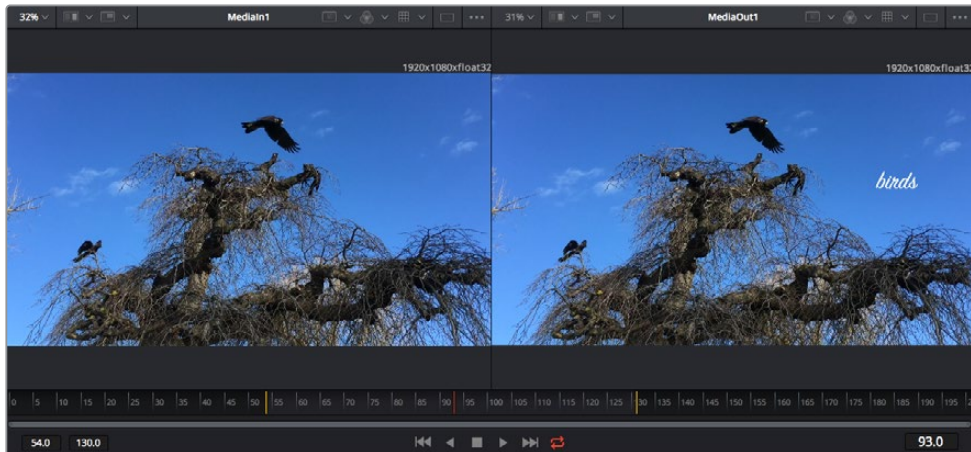 32% MediaIn1
31% MediaOut1
1920x1080xfloat32
1920x1080xfloat32
birds
0 5 10 15 20 25 30 35 40 45 50 55 60 65 70 75 80 85 90 95 100 105 110 115 120 125 130 135 140 145 150 155 160 165 170 175 180 185 190 195
54.0 130.0 93.0